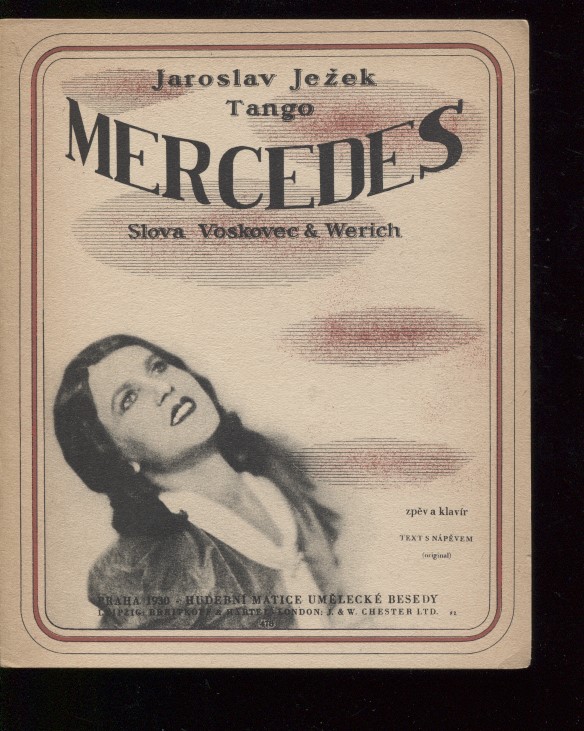 Jaroslav Ježek
Tango
MERCEDES
Slova Voskovec & Werich
zpěv a klavír
TEXT S NÁPĚVEM
(original)
PRAHA 1930 - HUDEBNÍ MATICE UMĚLECKÉ BESEDY
LEIPZIG: BREITKOPF & HÄRTEL. LONDON: J. & W. CHESTER LTD.
478